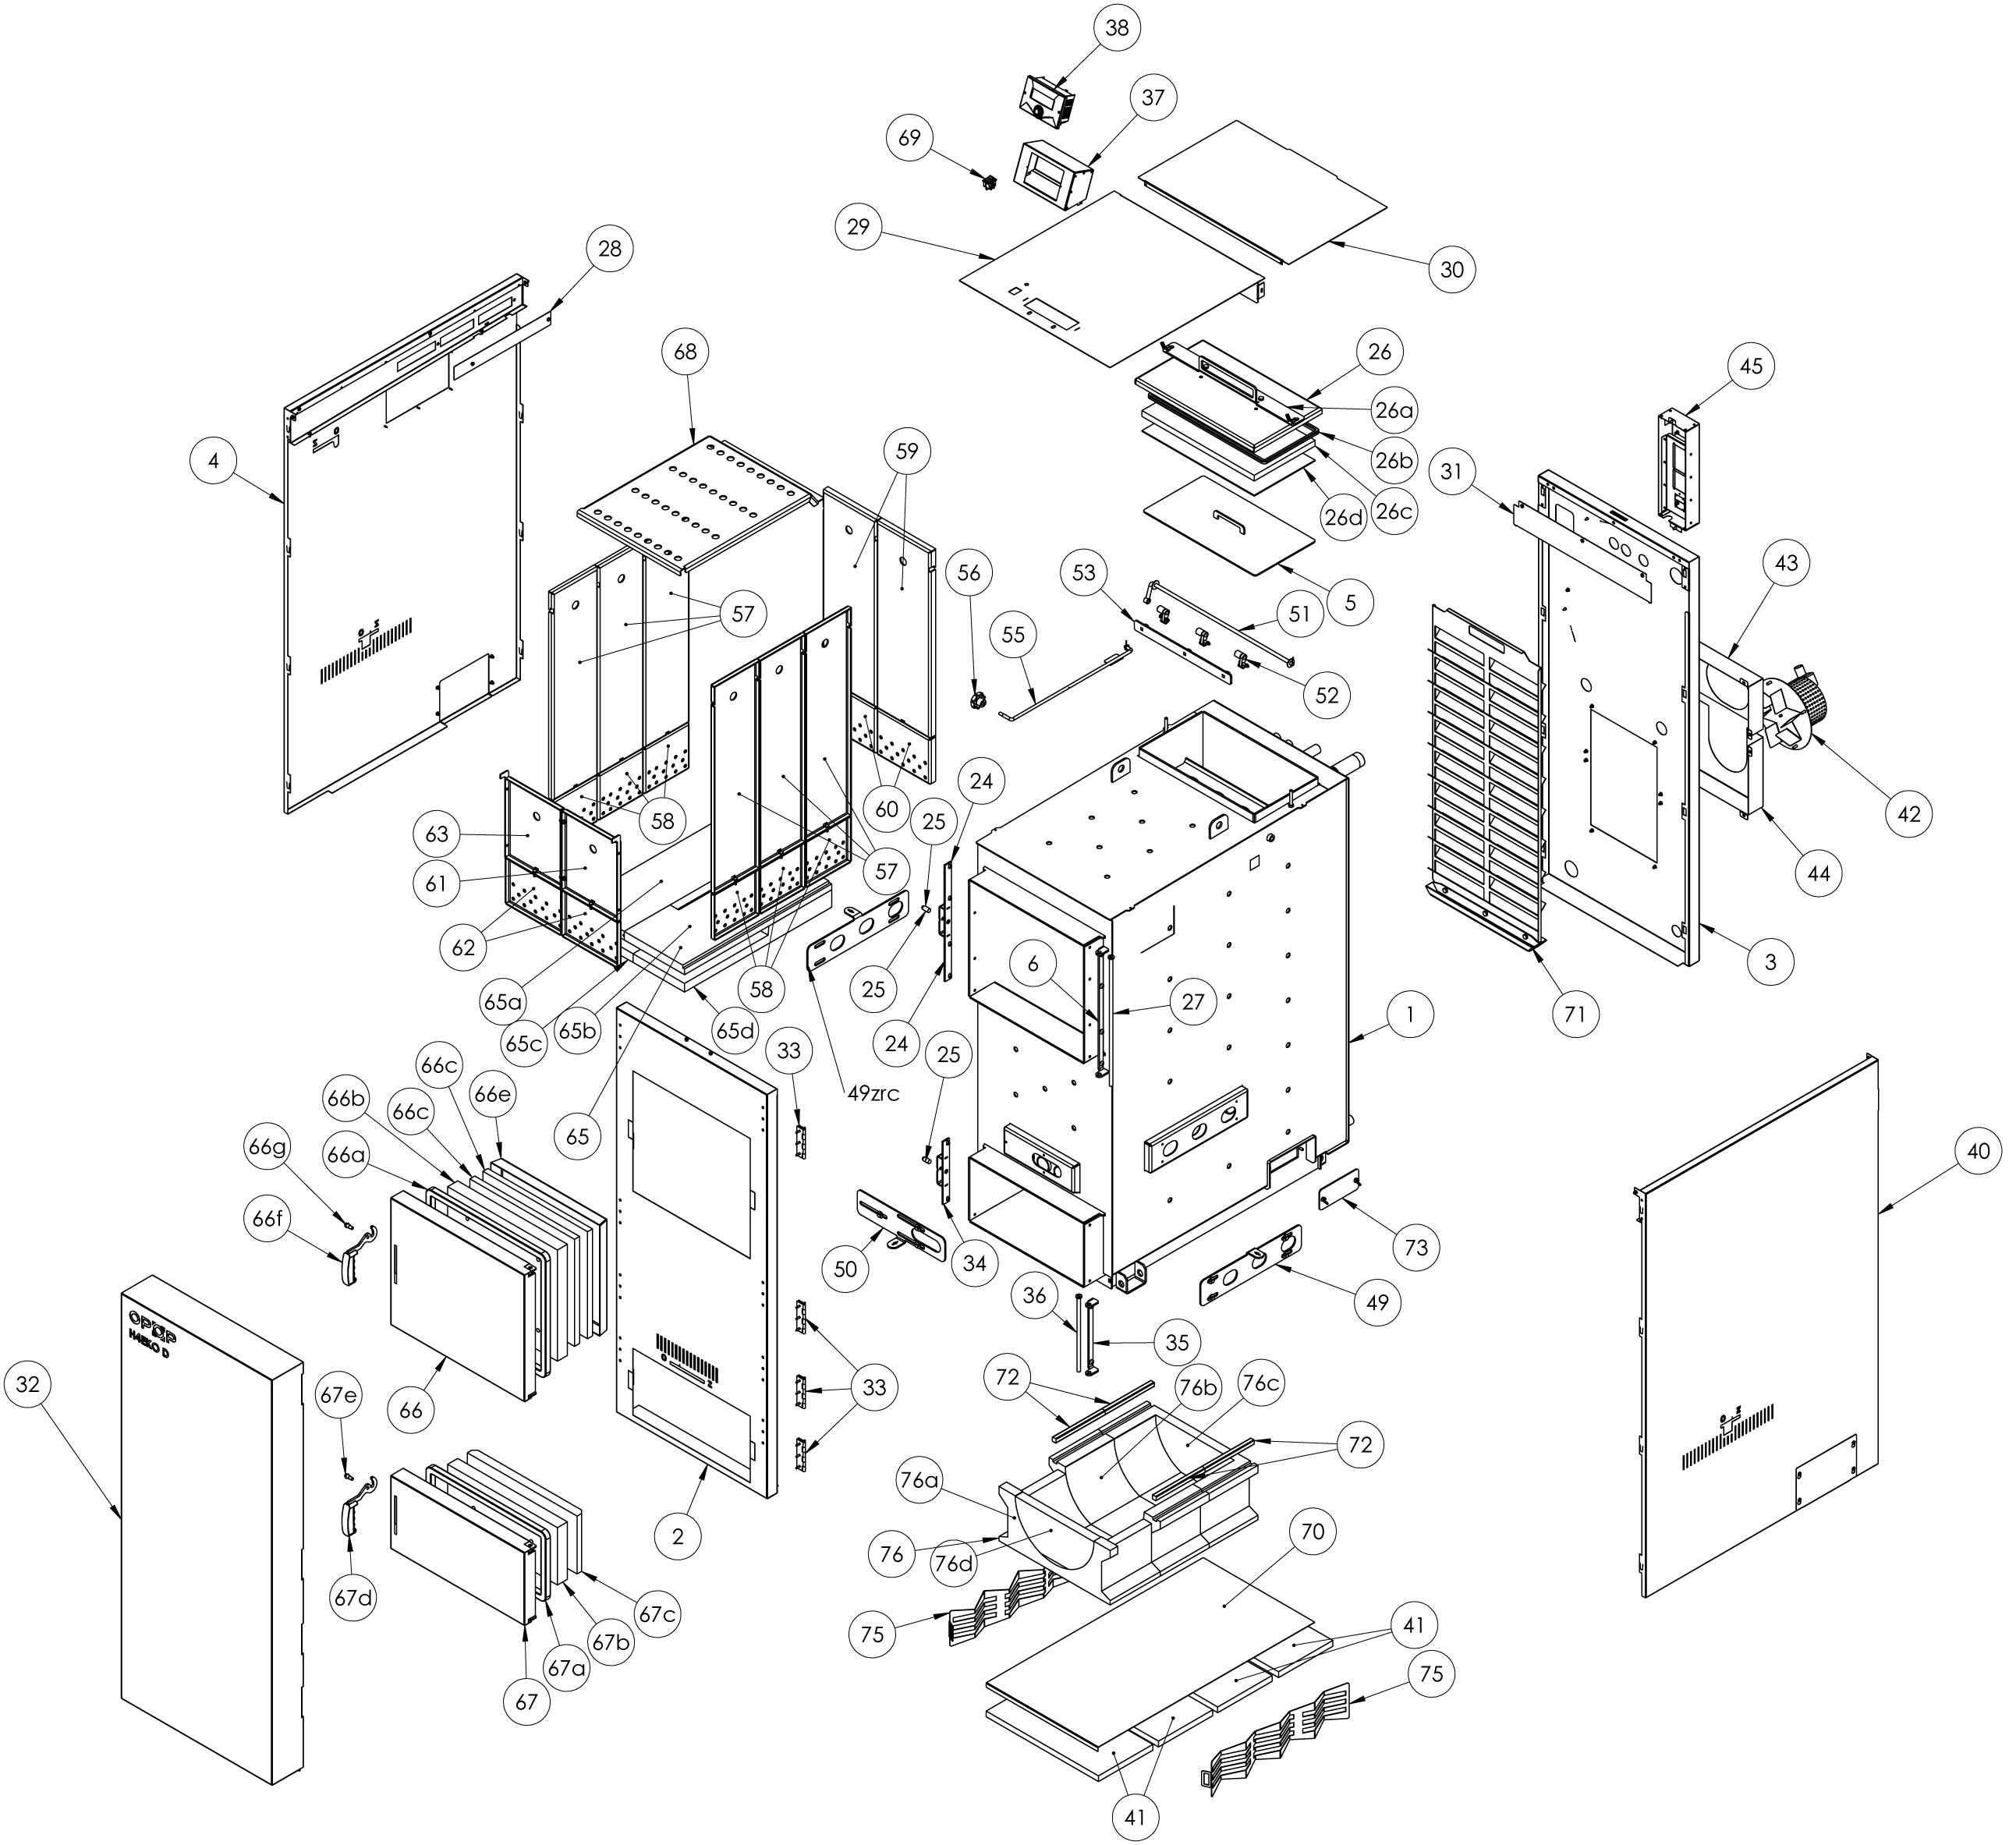 38
37
69
29
30
28
68
26
26a
26b
26c
26d
45
4
59
31
56
53
5
43
55
51
57
52
24
25
42
60
63
58
61
57
44
62
6
3
27
65a
25
1
71
58
65b
65d
24
65c
25
33
66c
66e
49zrc
66b
66c
65
66g
66a
40
66f
50
34
73
36
49
35
32
67e
66
33
72
76b
76c
72
76a
2
70
76
76d
67d
67c
75
41
67b
67a
75
67
41
OPOP
H4EKO D
O
I
O
I
O
I
O
I